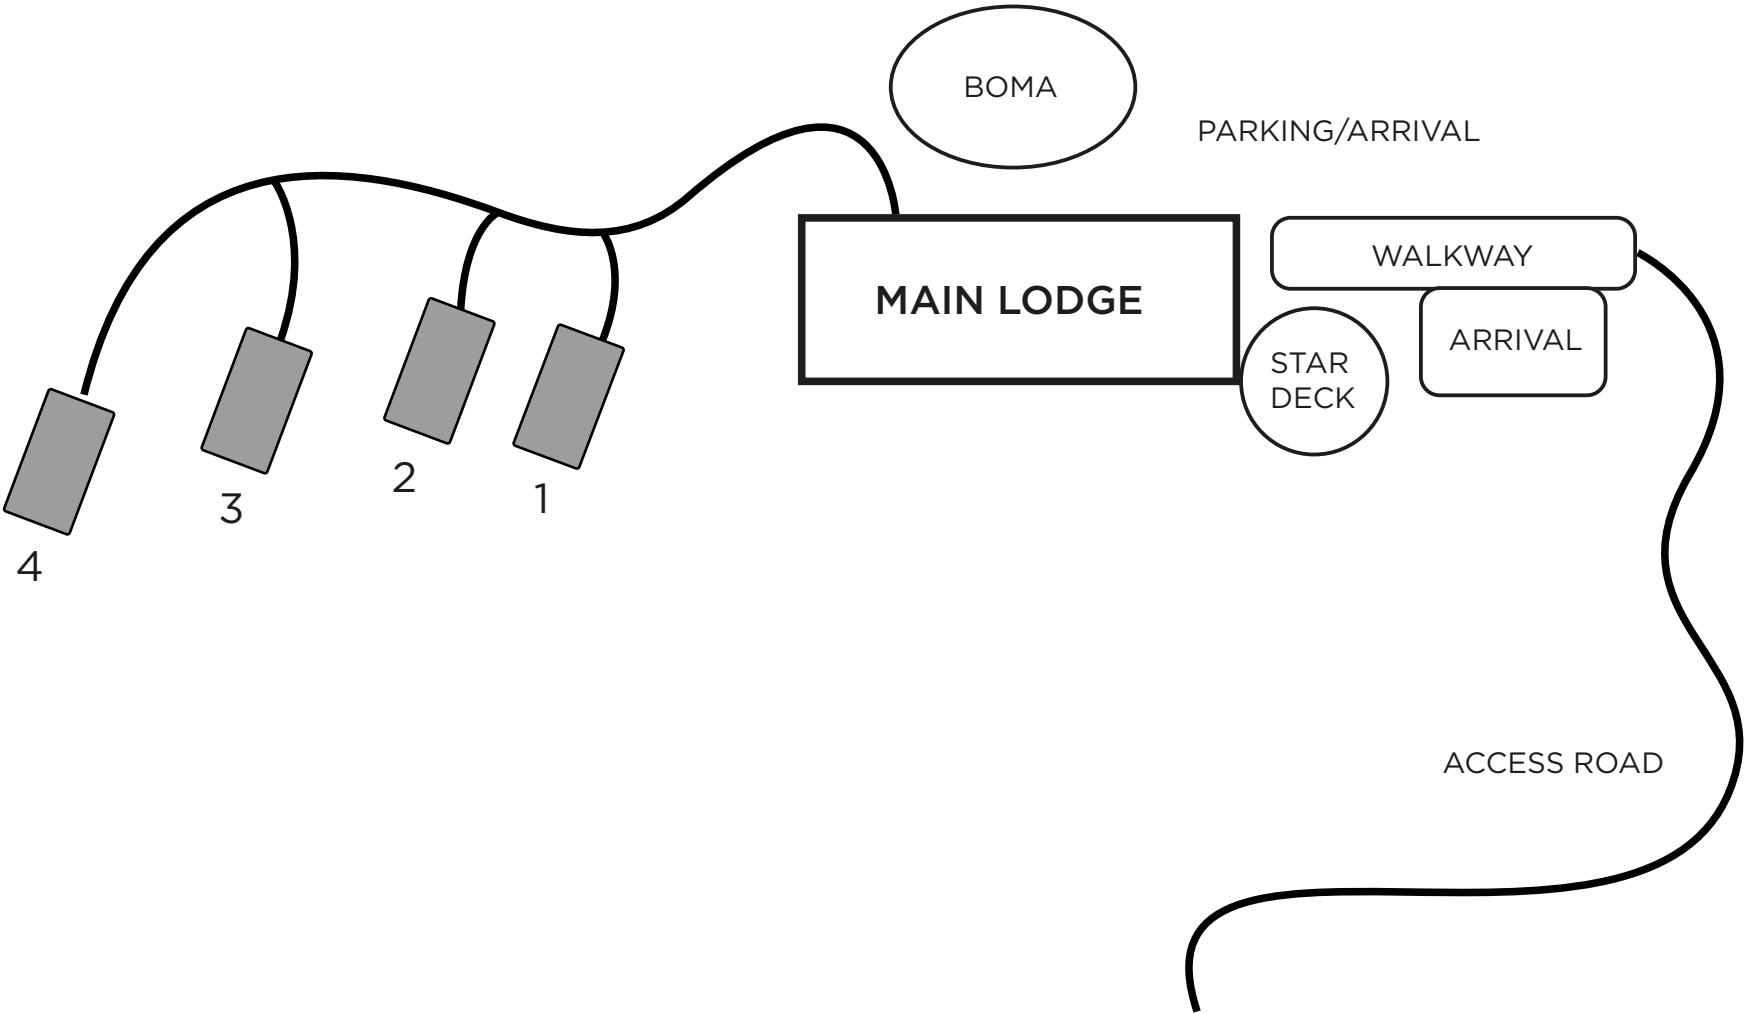 BOMA
PARKING/ARRIVAL
WALKWAY
MAIN LODGE
ARRIVAL
STAR
DECK
2
1
3
4
ACCESS ROAD